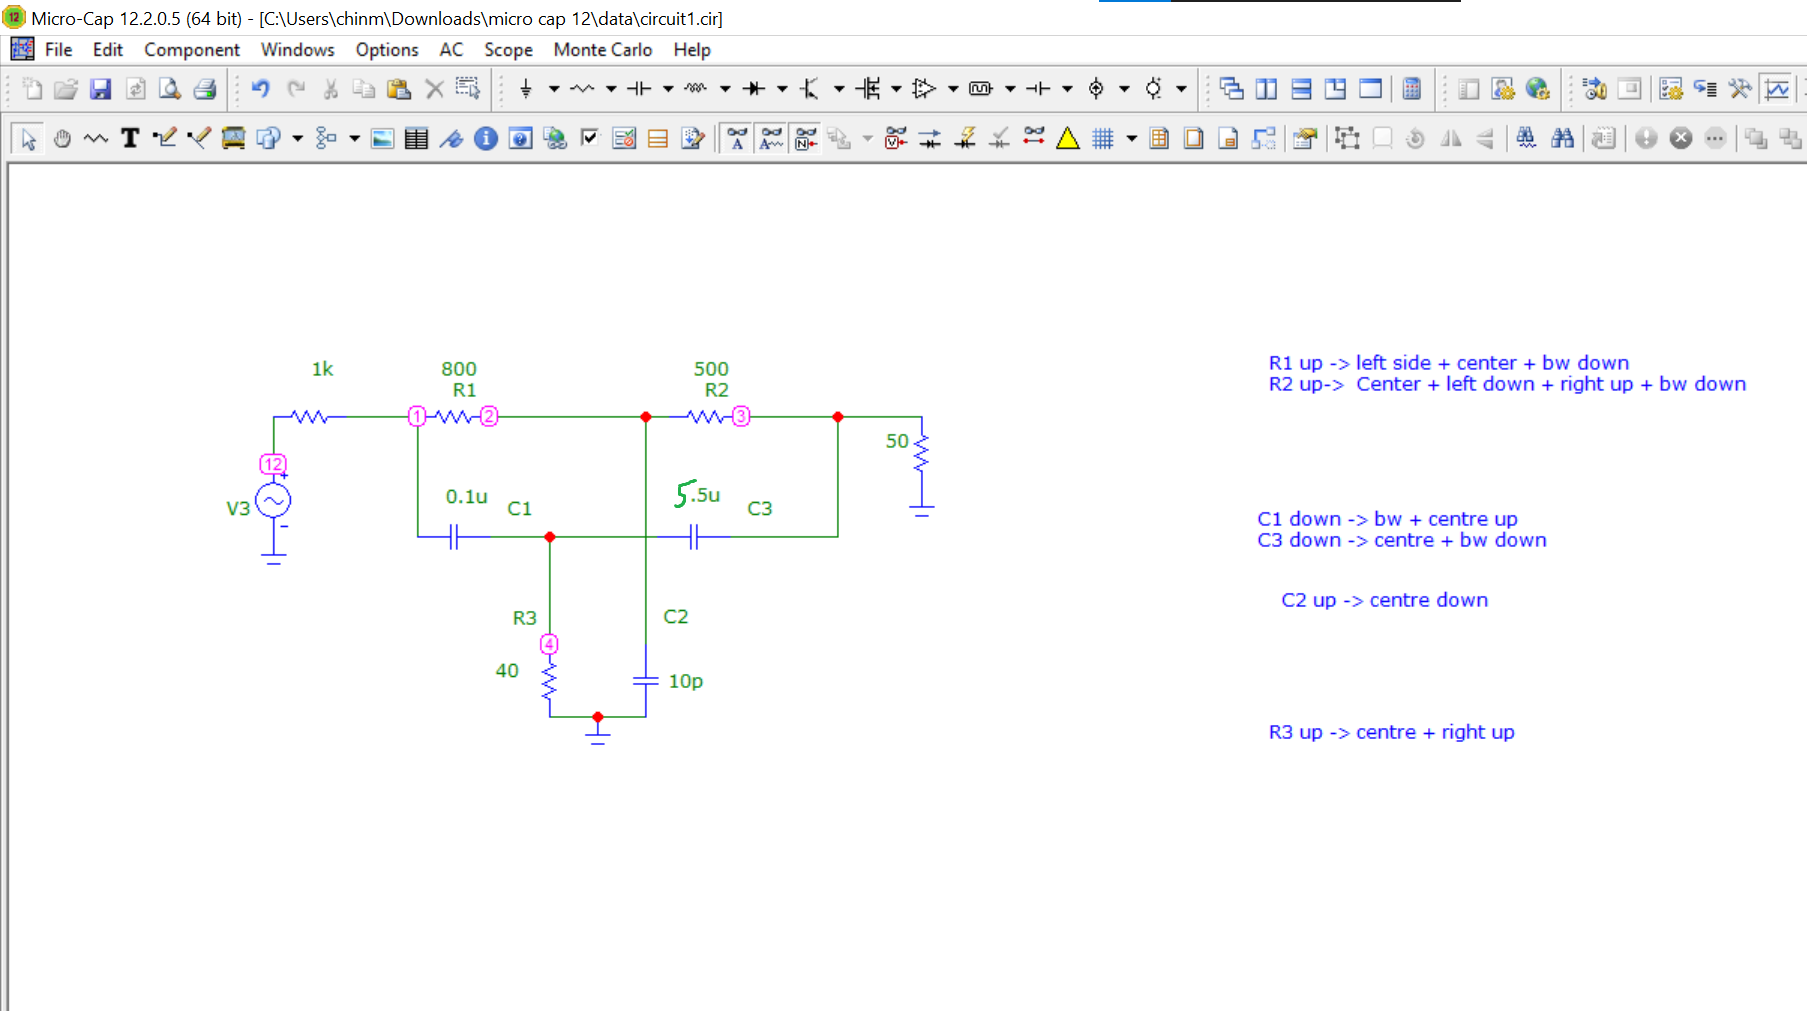 Micro-Cap 12.2.0.5 (64 bit) - [C:\Users\chinm\Downloads\micro cap 12\data\circuit1.cir]
File Edit Component Windows Options AC Scope Monte Carlo Help
1k
800
R1
500
R2
1
2
3
50
12
V3
+
-
0.1u
C1
5.5u
C3
R3
C2
4
40
10p
R1 up -> left side + center + bw down
R2 up-> Center + left down + right up + bw down
C1 down -> bw + centre up
C3 down -> centre + bw down
C2 up -> centre down
R3 up -> centre + right up